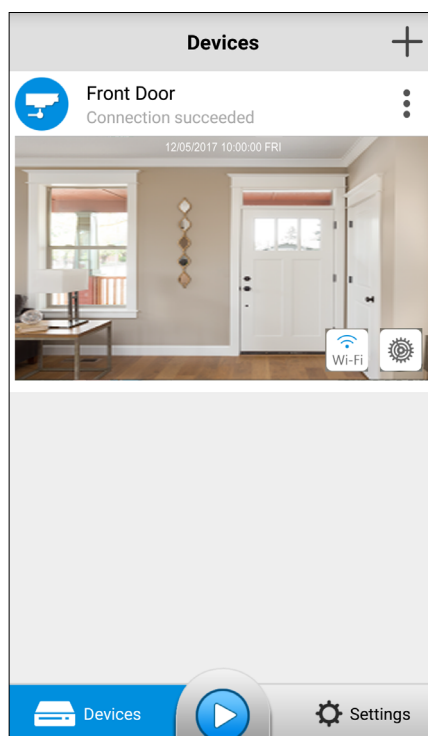 Devices
Front Door
Connection succeeded
12/05/2017 10:00:00 FRI
Wi-Fi
Devices
Settings